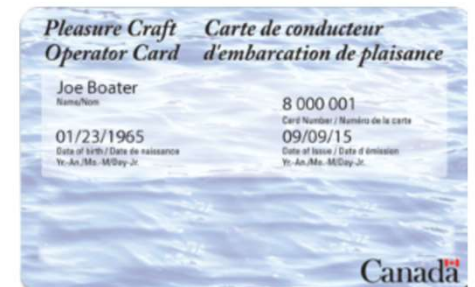 Pleasure Craft Carte de conducteur
Operator Card d'embarcation de plaisance
Joe Boater
Name/Nom
8 000 001
Card Number / Numéro de la carte
01/23/1965
Date of birth / Date de naissance
Yr.-An./Mo.-M/Day-Jr.
09/09/15
Date of Issue / Date d'émission
Yr.-An./Mo.-M/Day-Jr.
Canada